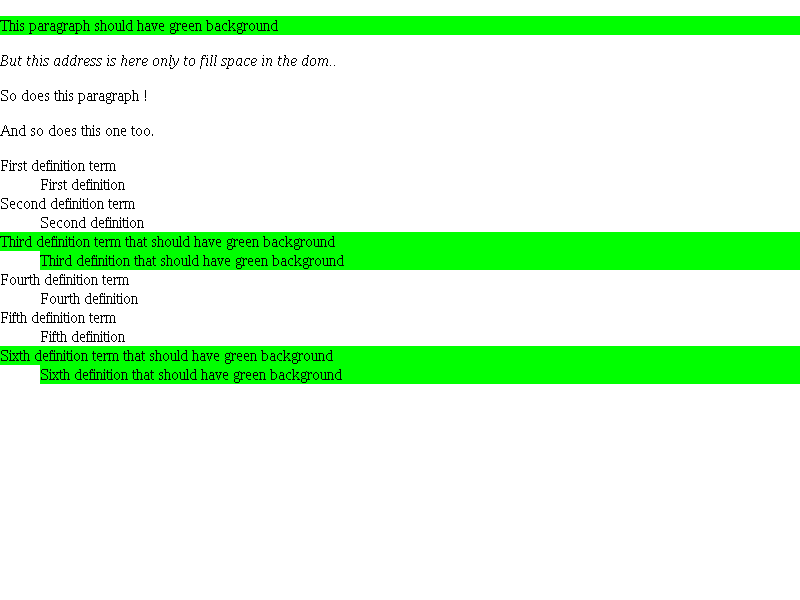 This paragraph should have green background
But this address is here only to fill space in the dom..
So does this paragraph !
And so does this one too.
First definition term
First definition
Second definition term
Second definition
Third definition term that should have green background
Third definition that should have green background
Fourth definition term
Fourth definition
Fifth definition term
Fifth definition
Sixth definition term that should have green background
Sixth definition that should have green background